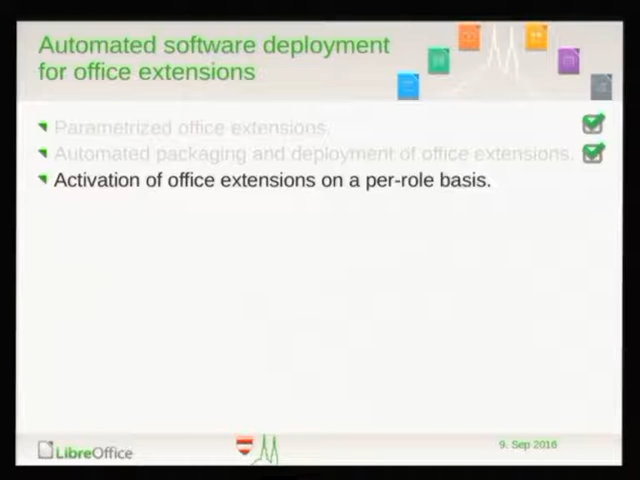 Automated software deployment
for office extensions
Parametrized office extensions.
Automated packaging and deployment of office extensions.
Activation of office extensions on a per-role basis.
LibreOffice
9. Sep 2016